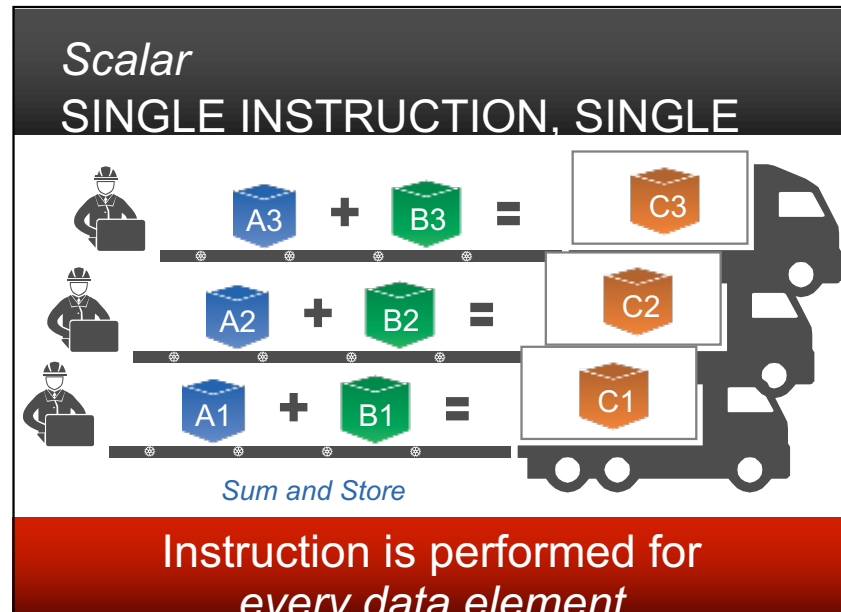 Scalar
SINGLE INSTRUCTION, SINGLE
A3 + B3 = C3
A2 + B2 = C2
A1 + B1 = C1
Sum and Store
Instruction is performed for
every data element